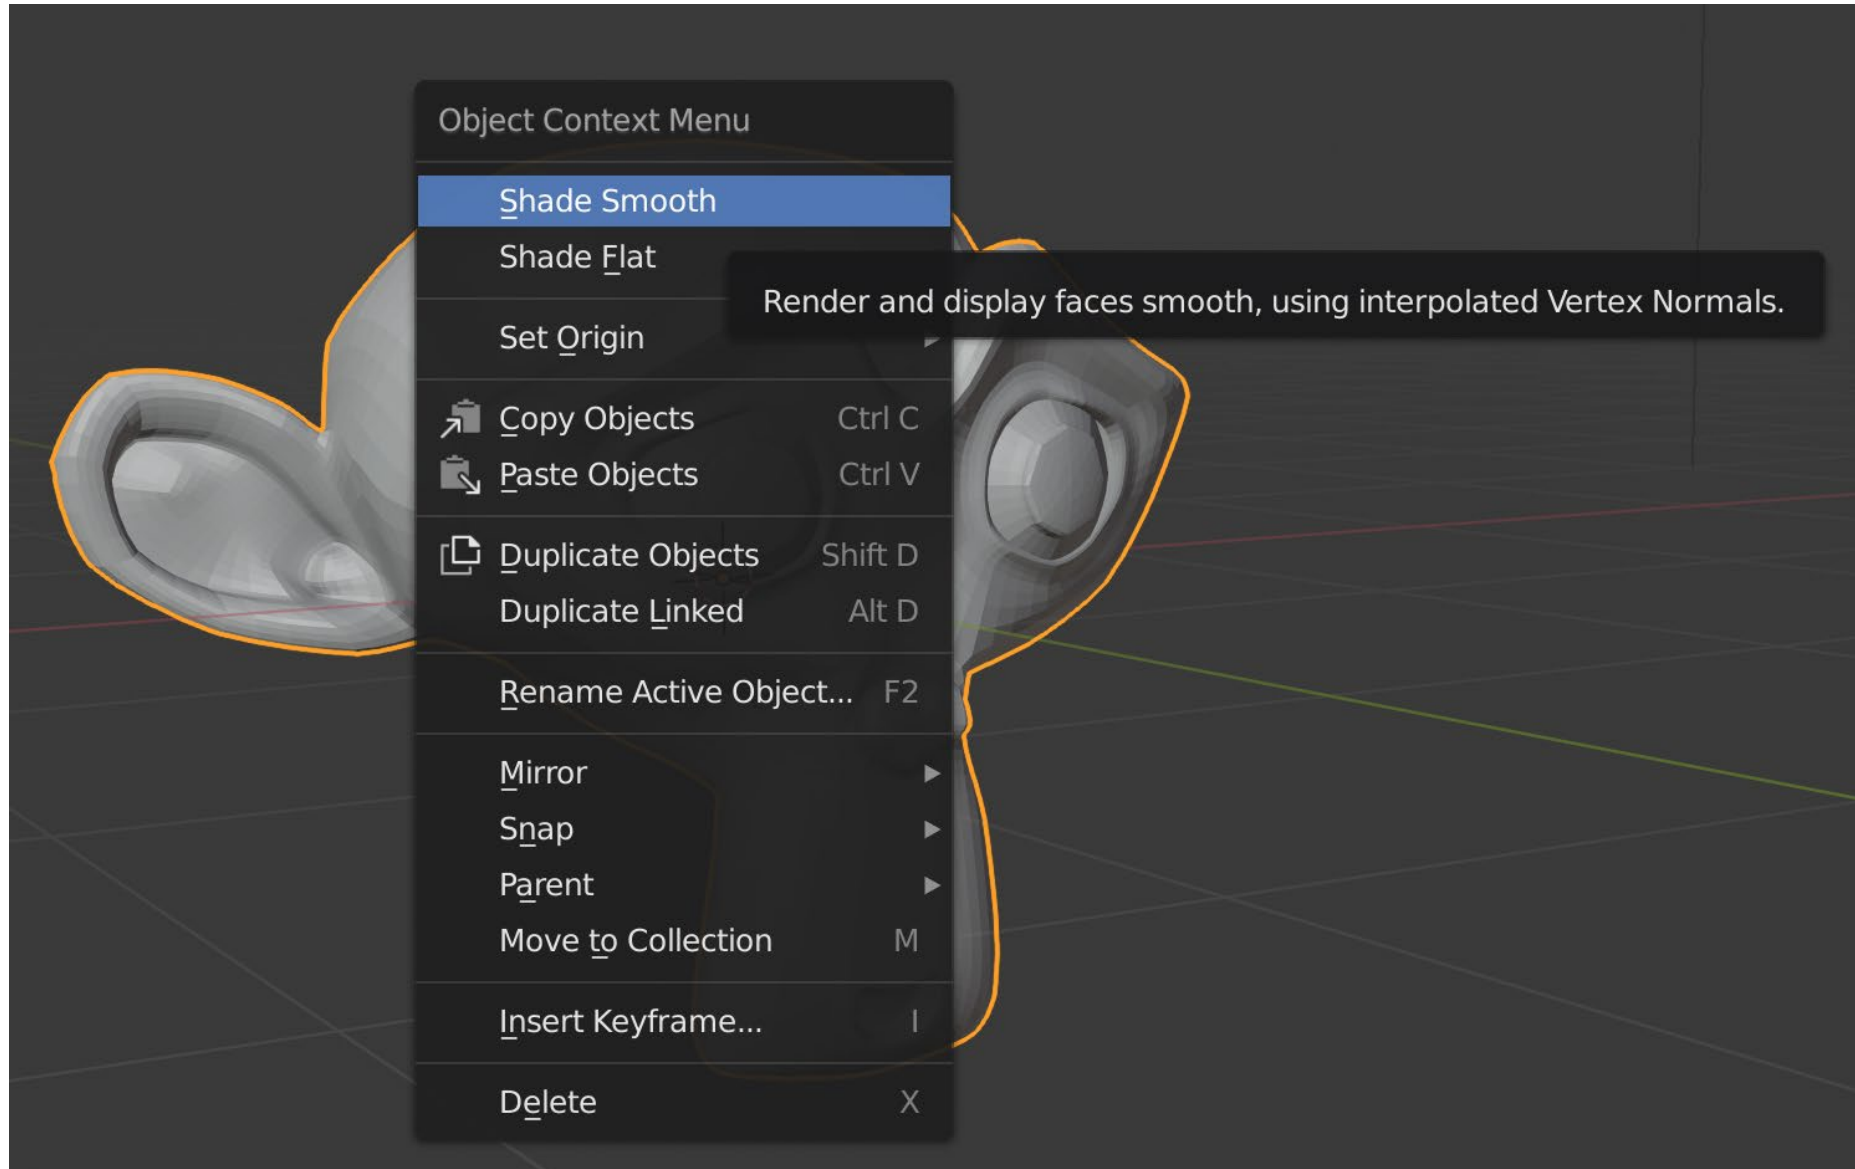 Object Context Menu
Shade Smooth
Shade Flat
Render and display faces smooth, using interpolated Vertex Normals.
Set Origin
Copy Objects Ctrl C
Paste Objects Ctrl V
Duplicate Objects Shift D
Duplicate Linked Alt D
Rename Active Object... F2
Mirror
Snap
Parent
Move to Collection M
Insert Keyframe... I
Delete X